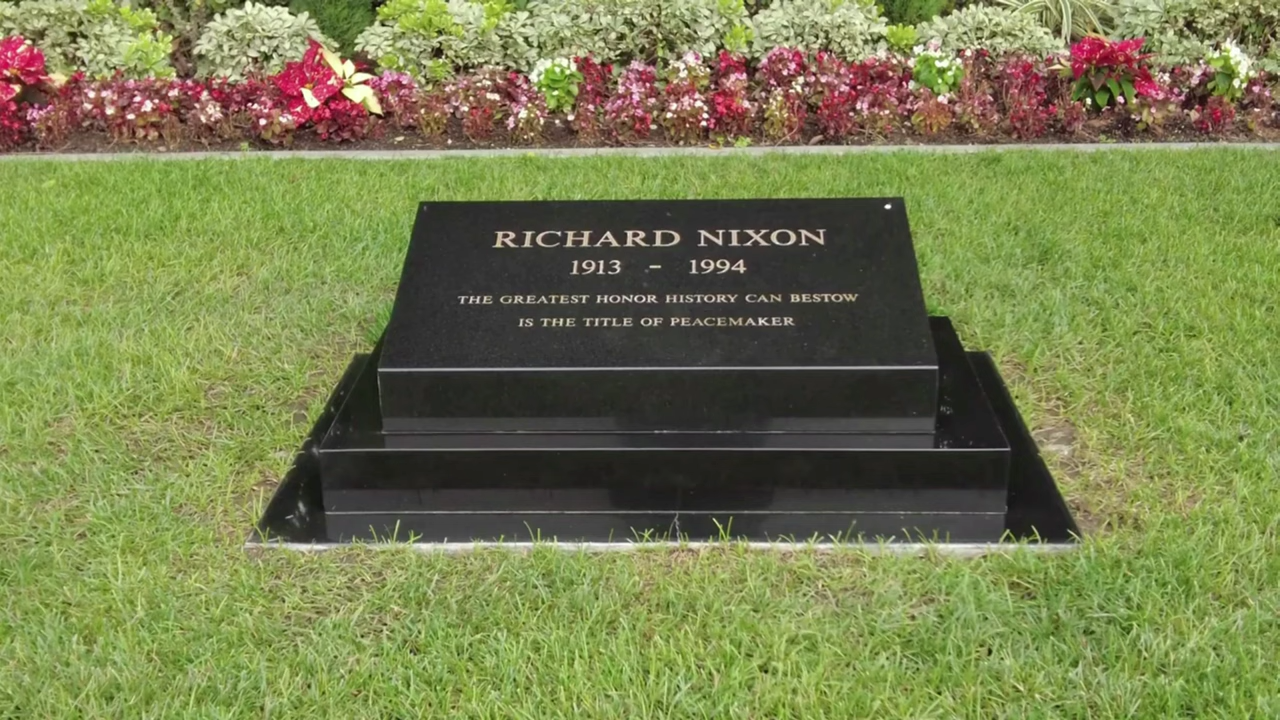 RICHARD NIXON
1913 - 1994
THE GREATEST HONOR HISTORY CAN BESTOW
IS THE TITLE OF PEACEMAKER